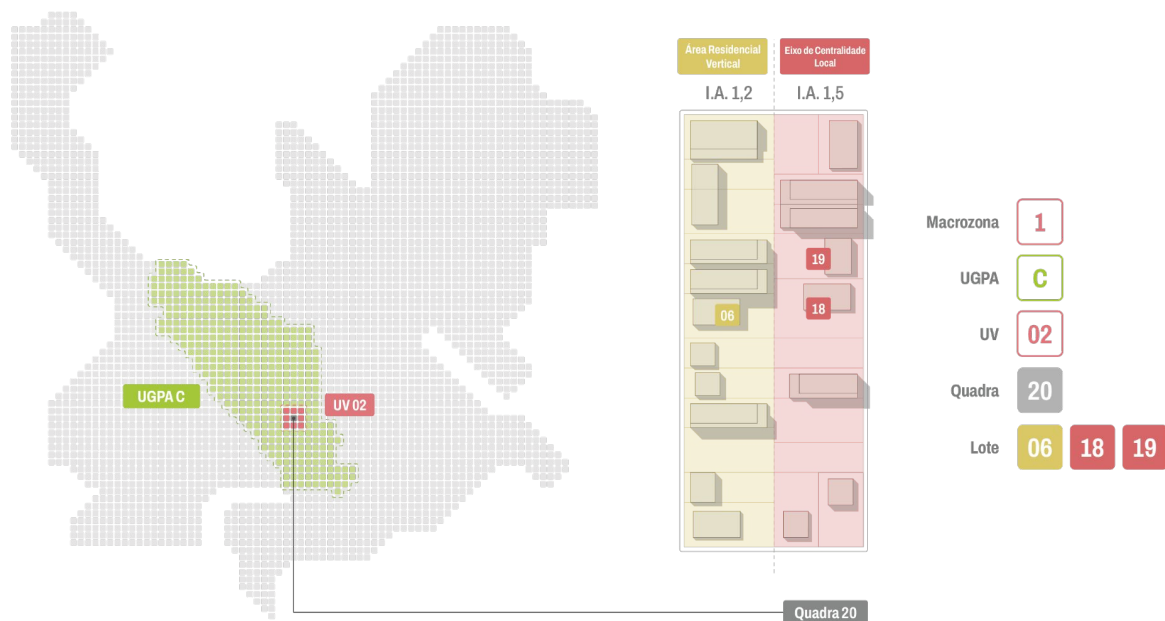 Área Residencial
Vertical
Eixo de Centralidade
Local
I.A. 1,2
I.A. 1,5
19
06
18
UGPA C
UV 02
Quadra 20
Macrozona 1
UGPA C
UV 02
Quadra 20
Lote 06 18 19